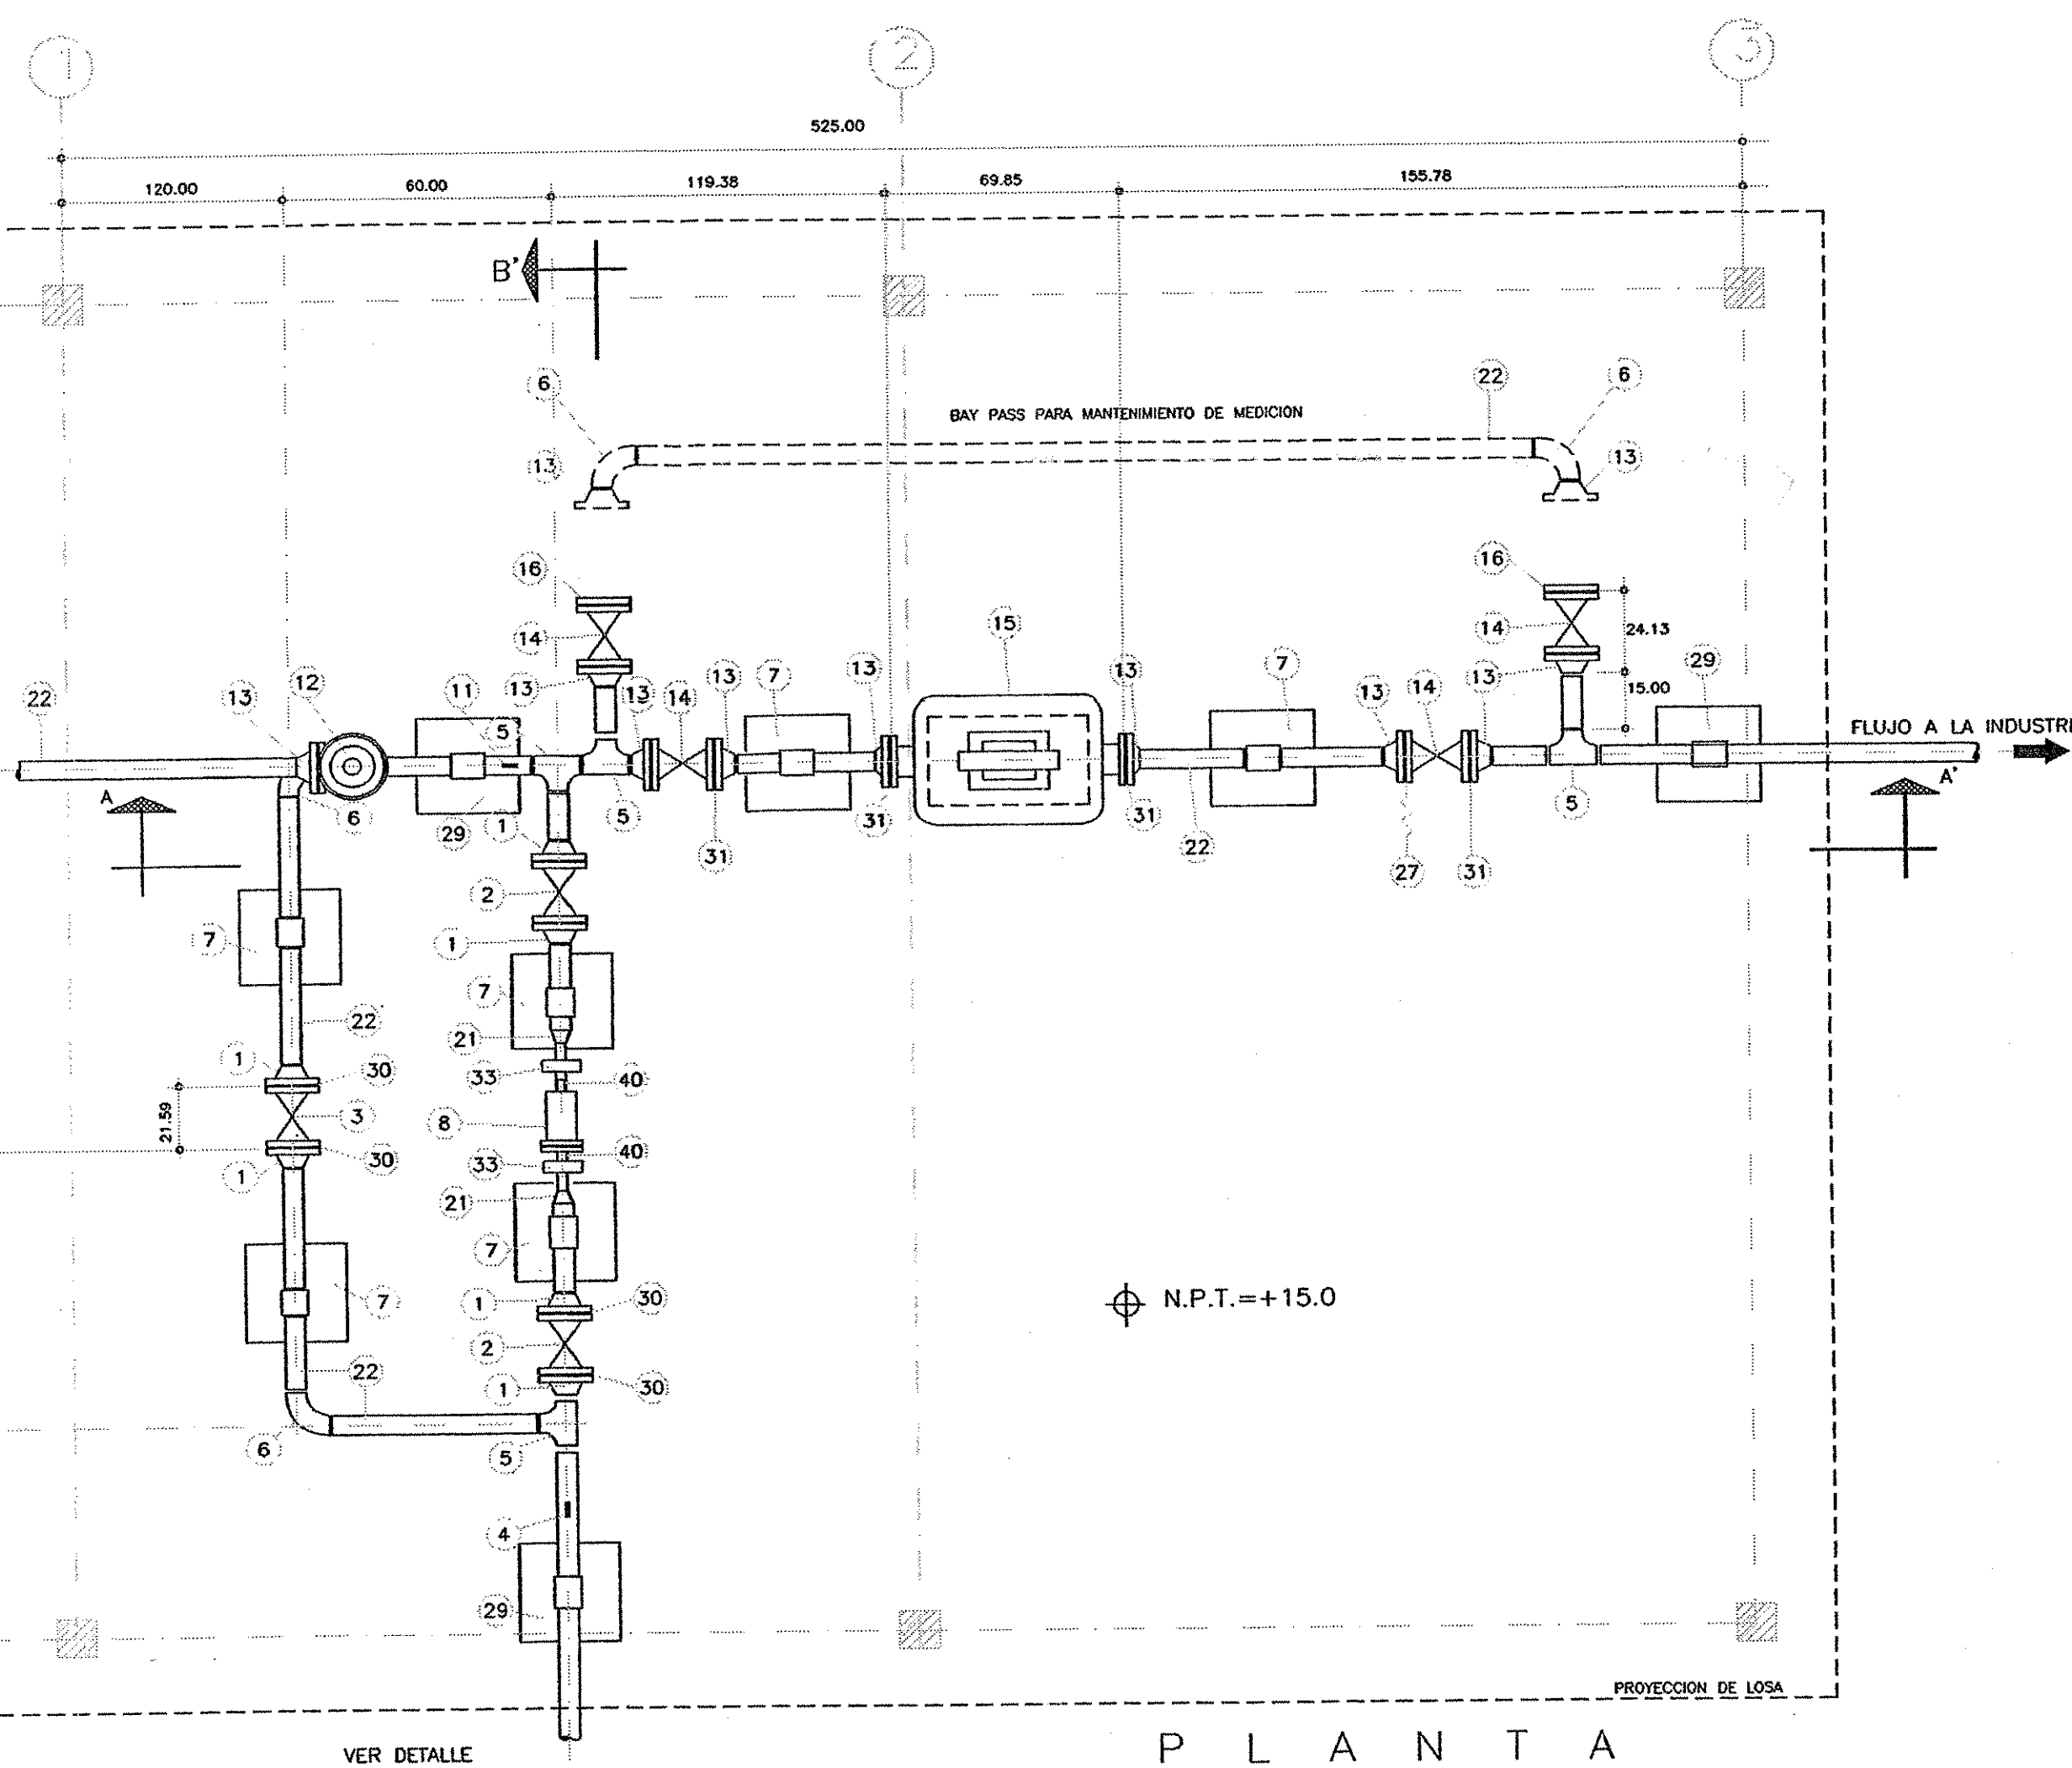 1 2 3
525.00
120.00 60.00 119.38 69.85 155.78
B'
6 22 6
BAY PASS PARA MANTENIMIENTO DE MEDICION
13 13
16 16
14 15 14 24.13
22 13 12 11 13 13 14 13 7 13 13 7 13 14 13 29
15.00
5
FLUJO A LA INDUSTRI
A A'
6 29 1 5 31 31 31 22 27 31 5
2
7 1
7
22 21
1 30 33 40
21.59 3 8
30 33 40
1 21
7
7 1 30
N.P.T.=+15.0
2
22 1 30
6 5
4
29
PROYECCION DE LOSA
VER DETALLE
PLANTA